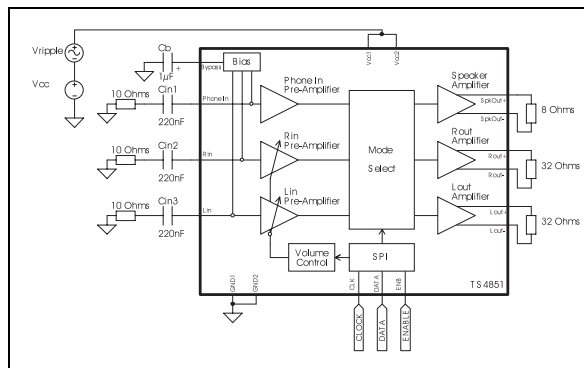 Vripple
Vcc
Cb
1µF
+
Bypass
Bias
Vcc1
Vcc2
10 Ohms
Cin1
220nF
Phone In
Phone In
Pre-Amplifier
Speaker
Amplifier
SpkOut+
SpkOut-
8 Ohms
10 Ohms
Cin2
220nF
Rin
Rin
Pre-Amplifier
Mode
Select
Rout
Amplifier
Rout+
Rout-
32 Ohms
10 Ohms
Cin3
220nF
Lin
Lin
Pre-Amplifier
Lout
Amplifier
Lout+
Lout-
32 Ohms
Volume
Control
SPI
GND1
GND2
CLK
DATA
ENB
TS4851
CLOCK
DATA
ENABLE